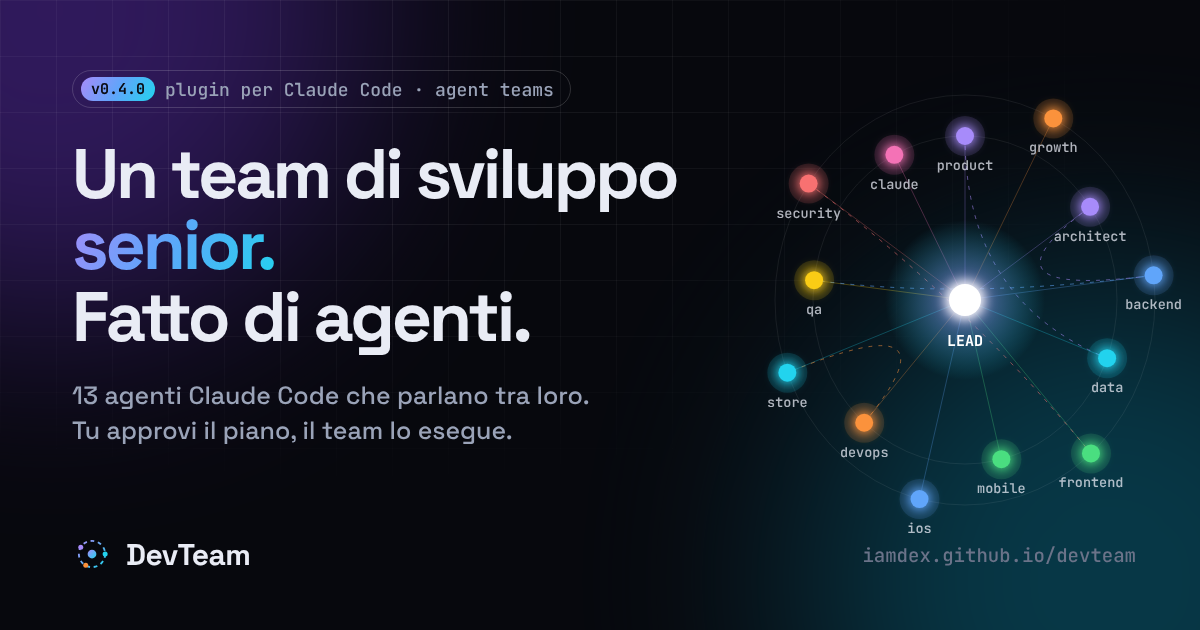 v0.4.0 plugin per Claude Code · agent teams
Un team di sviluppo
senior.
Fatto di agenti.
13 agenti Claude Code che parlano tra loro.
Tu approvi il piano, il team lo esegue.
DevTeam
growth
product
claude
security
architect
qa
backend
LEAD
data
store
devops
frontend
mobile
ios
iamdex.github.io/devteam